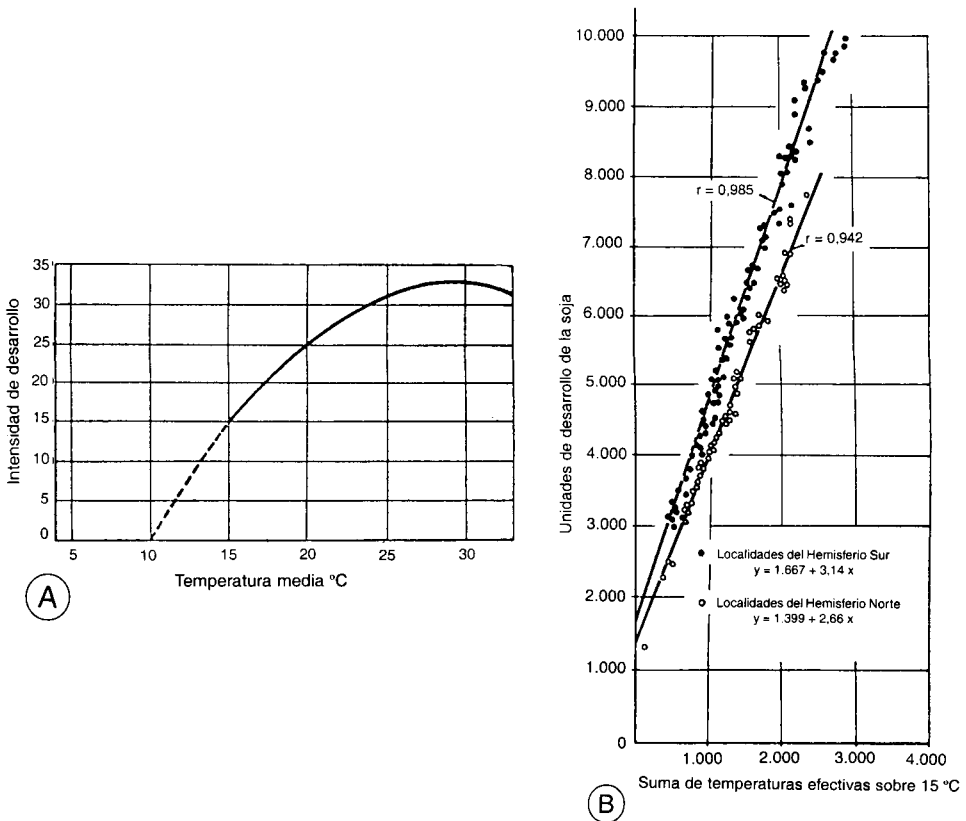 35
30
25
20
15
10
5
0
5
10
15
20
25
30
Intensidad de desarrollo
Temperatura media °C
A
10.000
9.000
8.000
7.000
6.000
5.000
4.000
3.000
2.000
1.000
0
1.000
2.000
3.000
4.000
Unidades de desarrollo de la soja
r = 0,985
r = 0,942
Localidades del Hemisferio Sur
y = 1.667 + 3,14 x
Localidades del Hemisferio Norte
y = 1.399 + 2,66 x
Suma de temperaturas efectivas sobre 15 °C
B